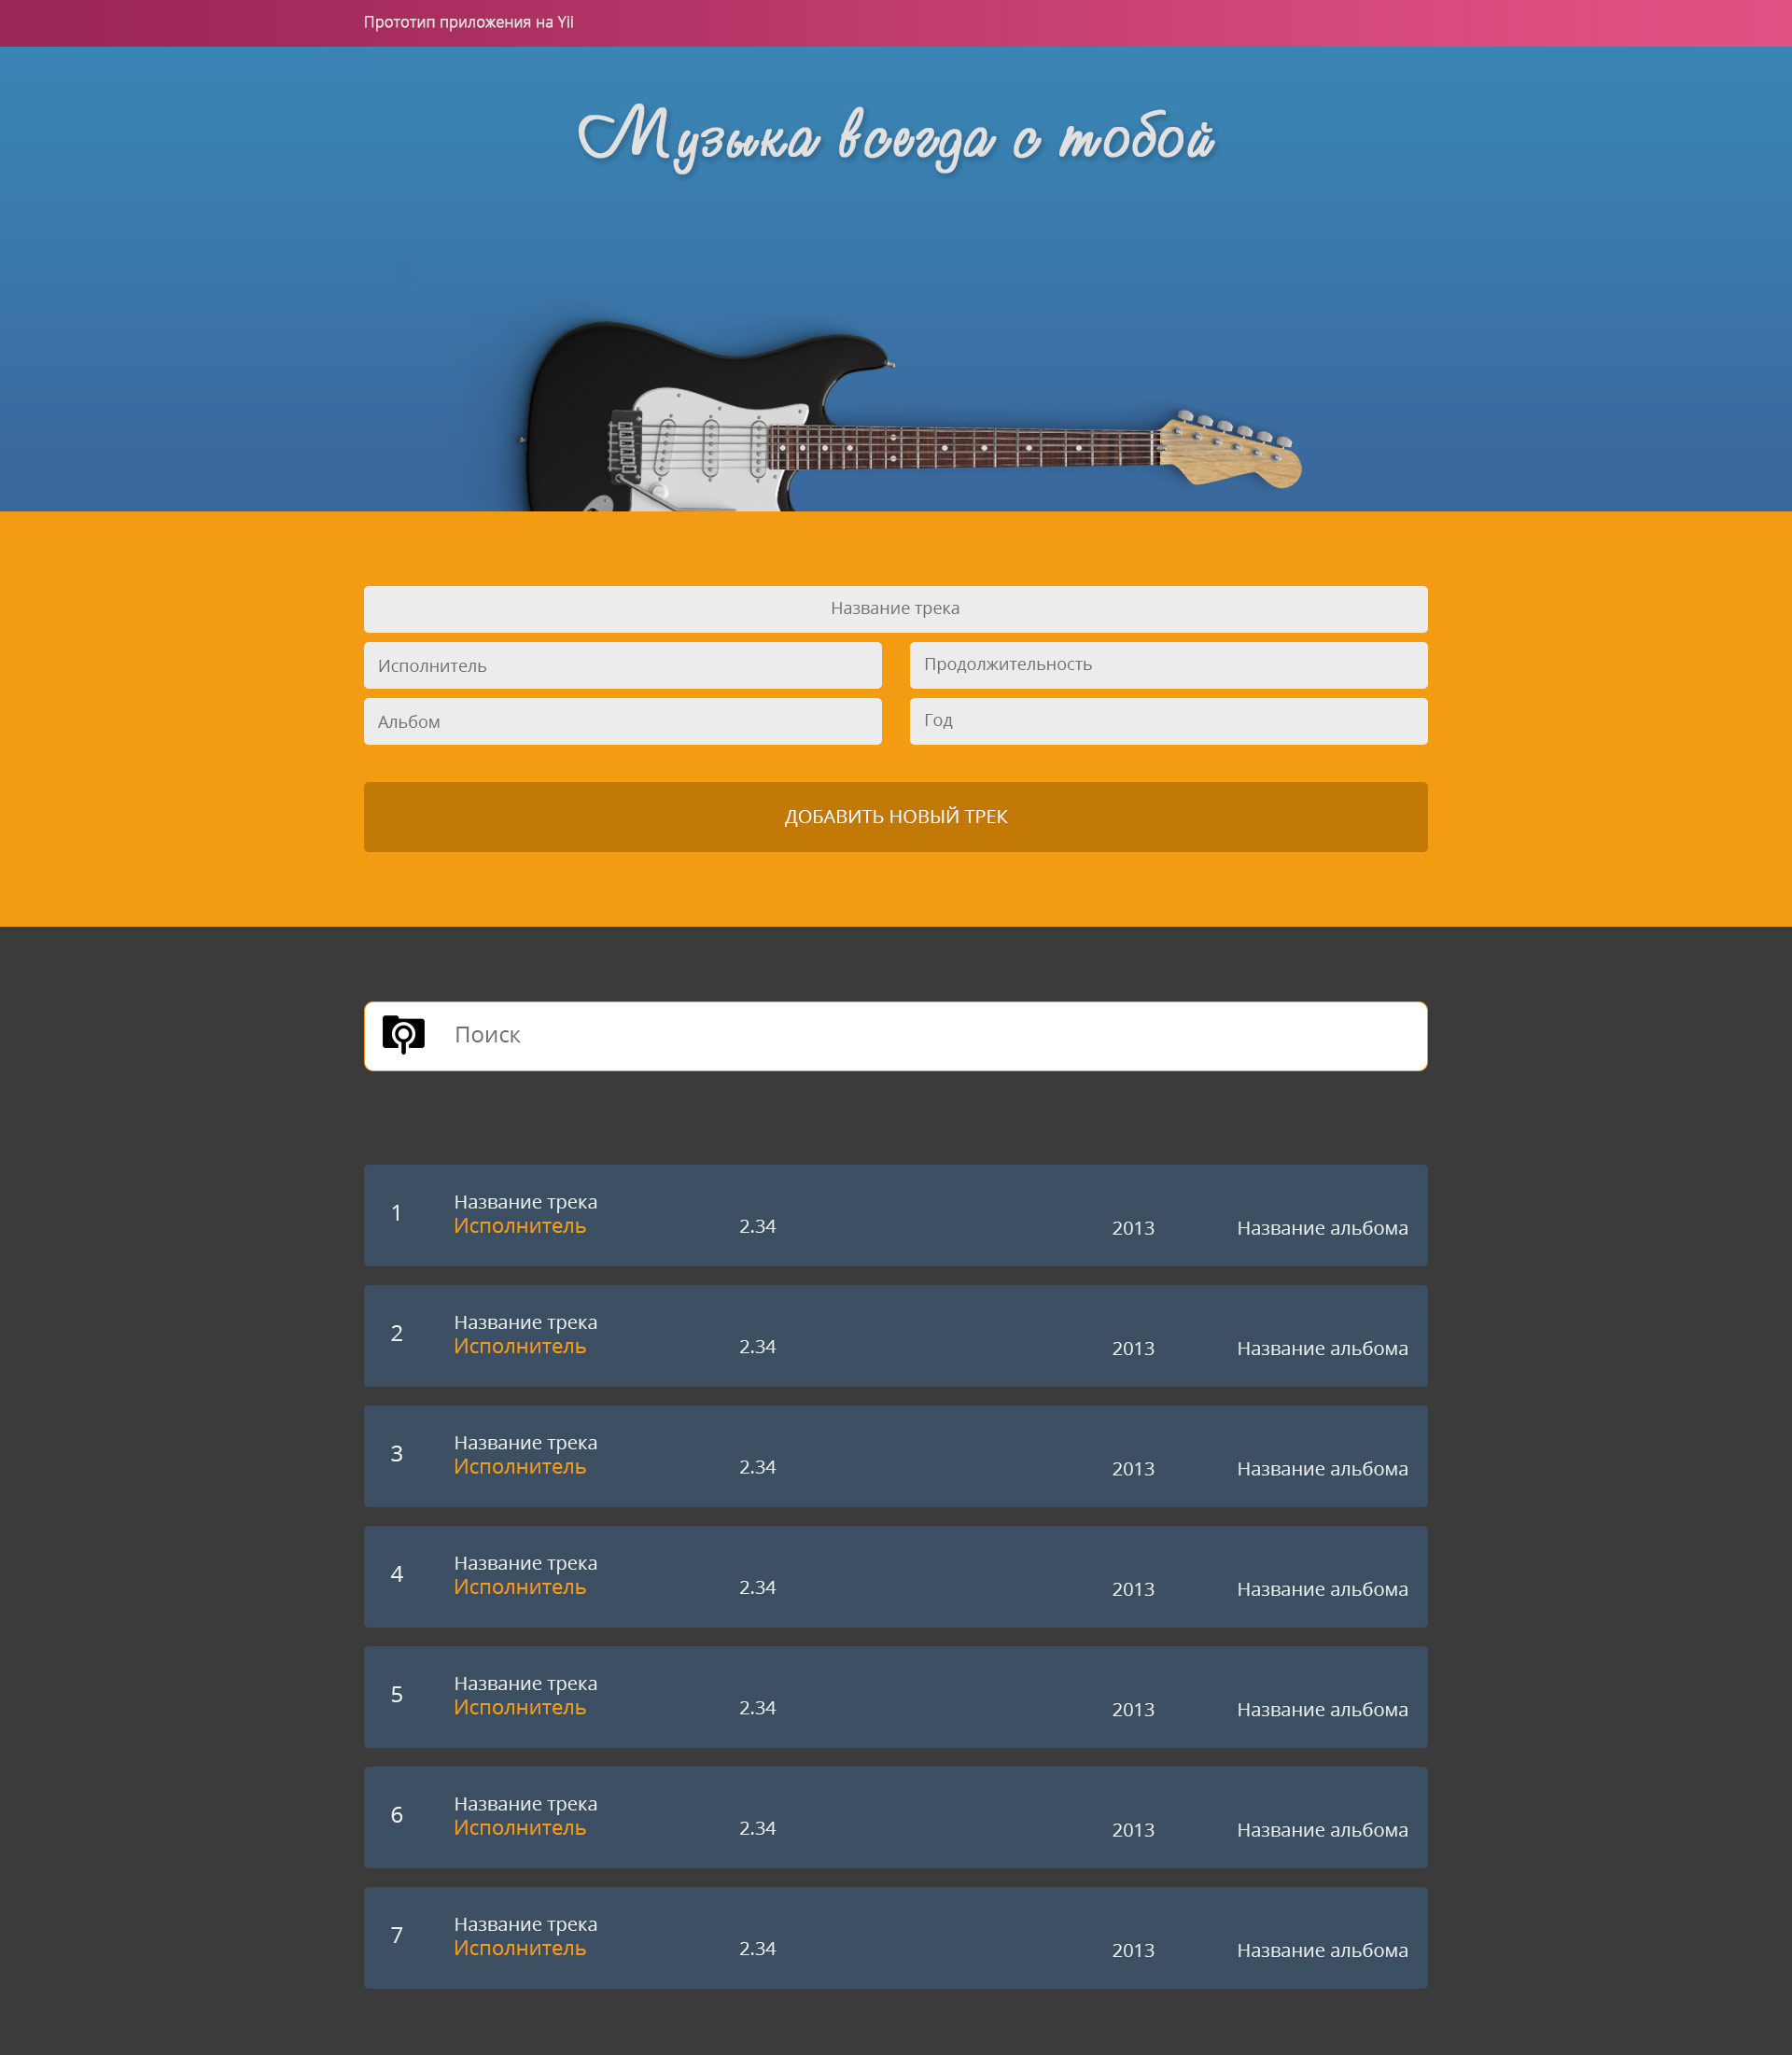 Прототип приложения на Yii
Музыка всегда с тобой
Название трека
Исполнитель
Продолжительность
Альбом
Год
ДОБАВИТЬ НОВЫЙ ТРЕК
Поиск
1
Название трека
Исполнитель
2.34
2013
Название альбома
2
Название трека
Исполнитель
2.34
2013
Название альбома
3
Название трека
Исполнитель
2.34
2013
Название альбома
4
Название трека
Исполнитель
2.34
2013
Название альбома
5
Название трека
Исполнитель
2.34
2013
Название альбома
6
Название трека
Исполнитель
2.34
2013
Название альбома
7
Название трека
Исполнитель
2.34
2013
Название альбома